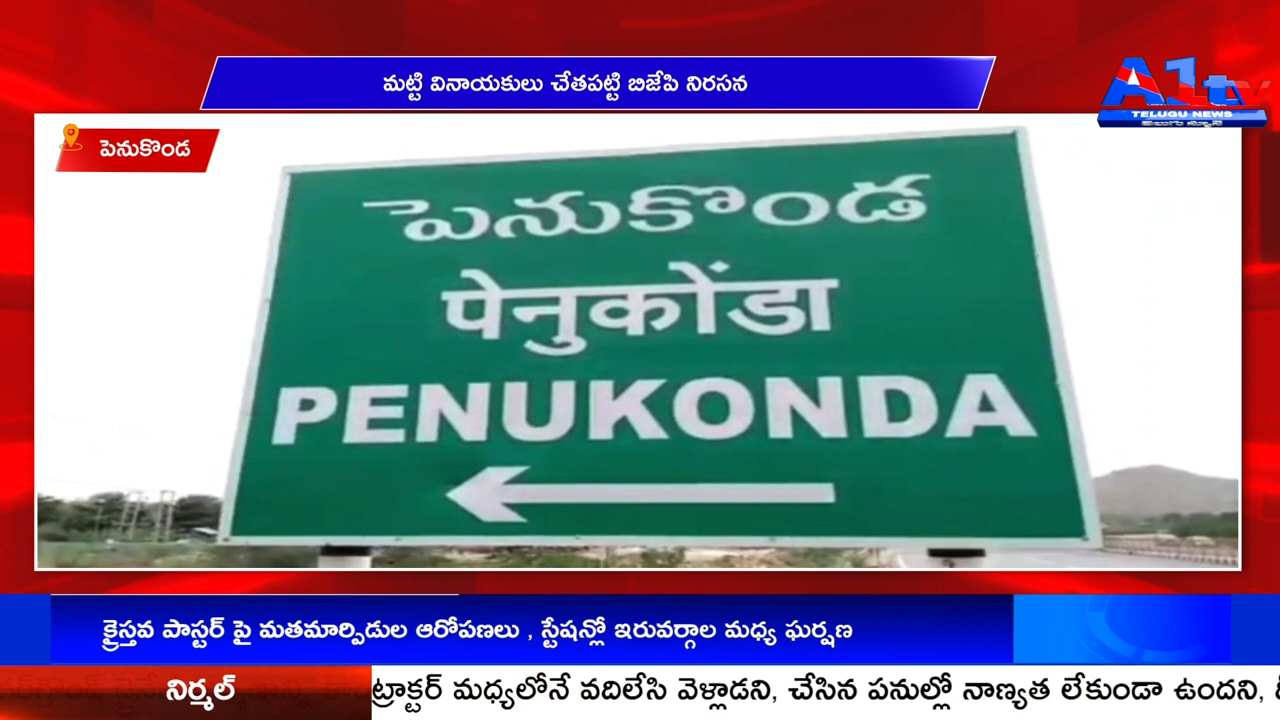 మట్టి వినాయకులు చేతపట్టి బిజేపి నిరసన
A1tv
TELUGU NEWS
తెలుగు న్యూస్
పెనుకొండ
పెనుకొండ
पेनुकोंडा
PENUKONDA
క్రైస్తవ పాస్టర్ పై మతమార్పిడుల ఆరోపణలు , స్టేషన్లో ఇరువర్గాల మధ్య ఘర్షణ
నిర్మల్
ట్రాక్టర్ మధ్యలోనే వదిలేసి వెళ్లాడని, చేసిన పనుల్లో నాణ్యత లేకుండా ఉందని,